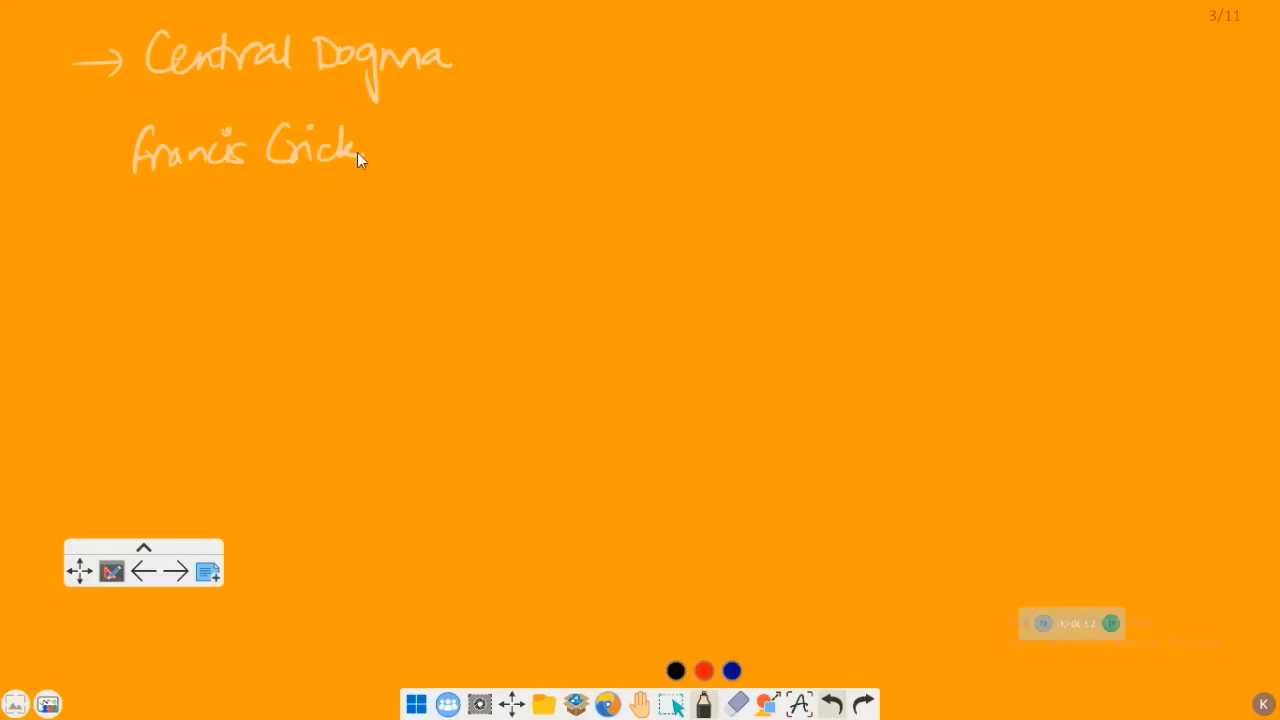 3/11
→ Central Dogma
Francis Crick
K